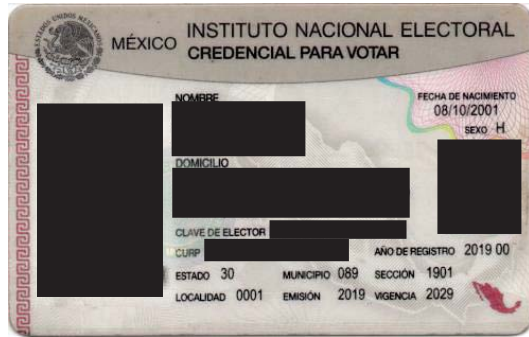 MÉXICO INSTITUTO NACIONAL ELECTORAL
CREDENCIAL PARA VOTAR
NOMBRE
FECHA DE NACIMIENTO
08/10/2001
SEXO H
DOMICILIO
CLAVE DE ELECTOR
CURP AÑO DE REGISTRO 2019 00
ESTADO 30 MUNICIPIO 089 SECCIÓN 1901
LOCALIDAD 0001 EMISIÓN 2019 VIGENCIA 2029